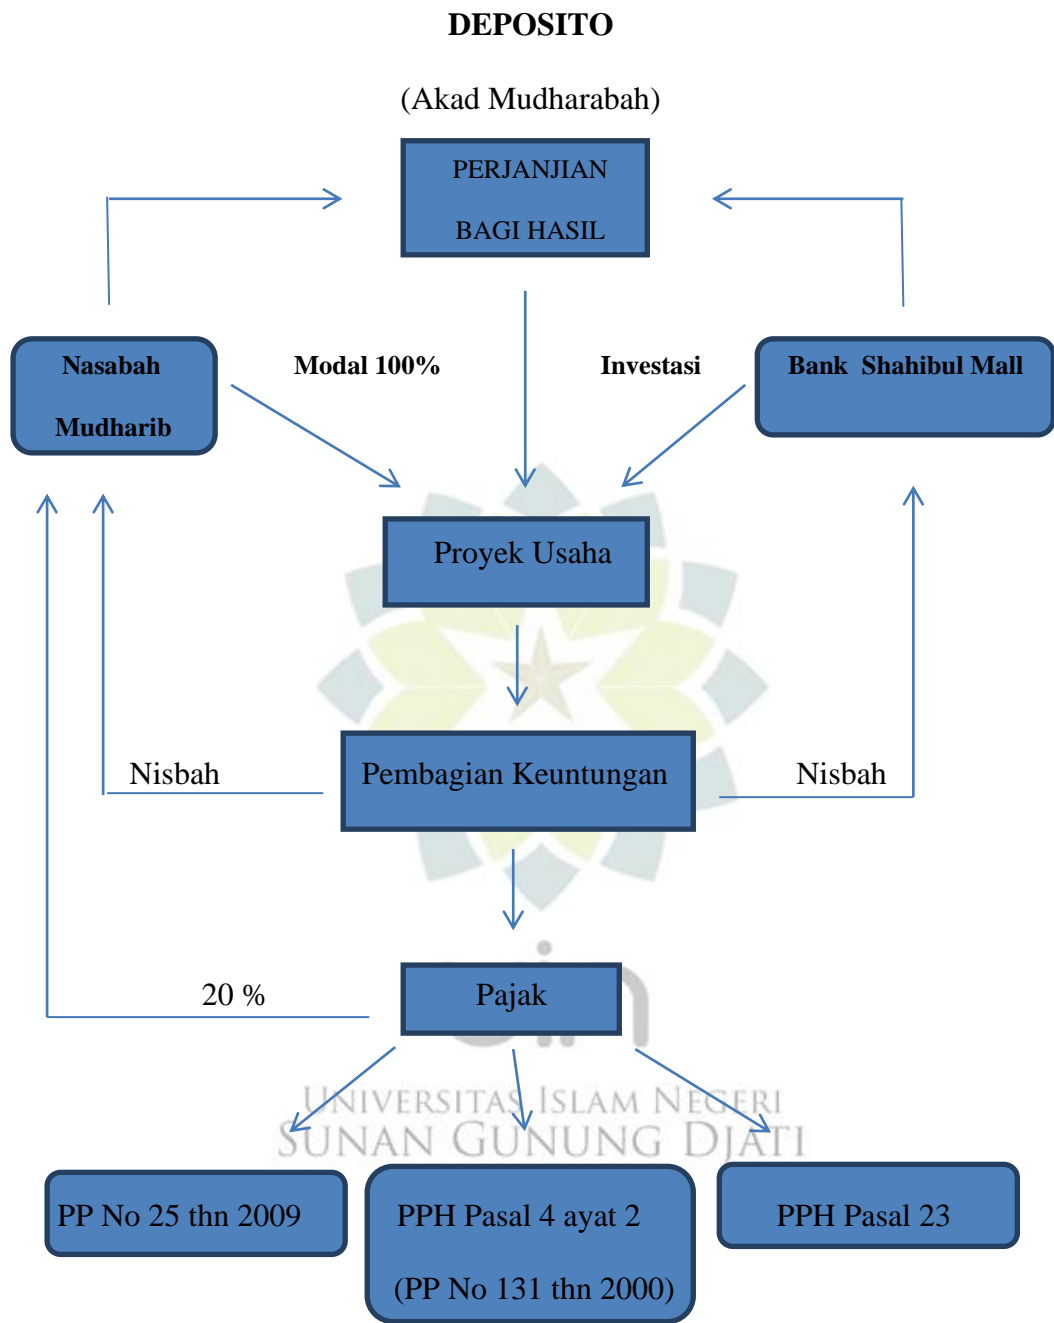 DEPOSITO
(Akad Mudharabah)
PERJANJIAN
BAGI HASIL
Nasabah
Mudharib
Modal 100%
Investasi
Bank Shahibul Mall
Proyek Usaha
Nisbah
Pembagian Keuntungan
Nisbah
20 %
Pajak
uin
UNIVERSITAS ISLAM NEGERI
SUNAN GUNUNG DJATI
PP No 25 thn 2009
PPH Pasal 4 ayat 2
(PP No 131 thn 2000)
PPH Pasal 23